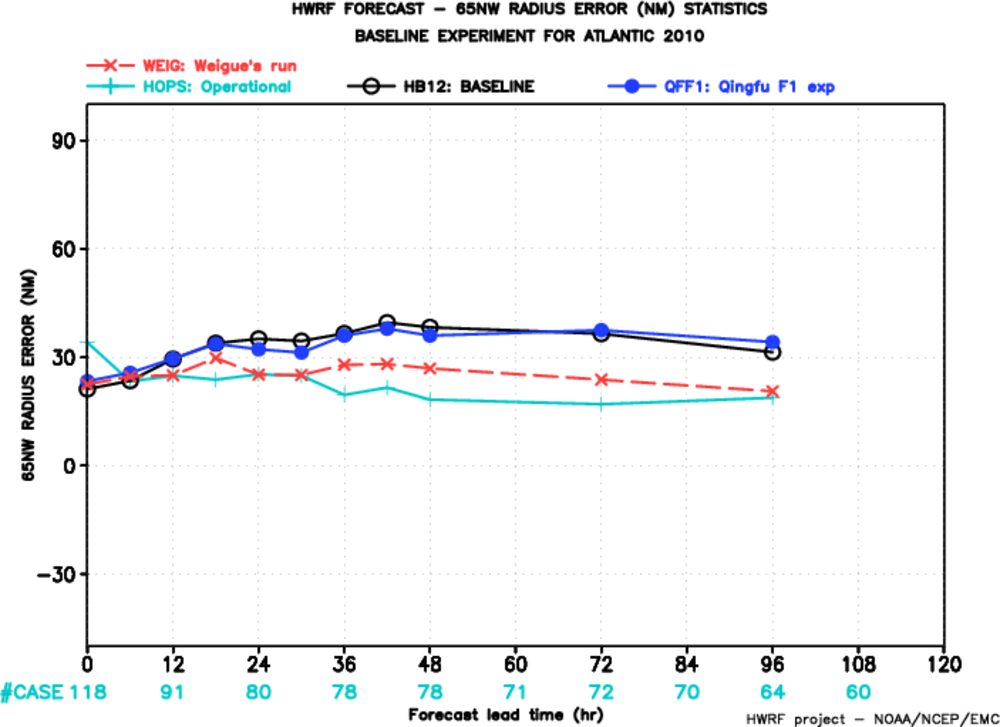 HWRF FORECAST – 65NW RADIUS ERROR (NM) STATISTICS
BASELINE EXPERIMENT FOR ATLANTIC 2010
WEIG: Weigue's run
HOPS: Operational HB12: BASELINE QFF1: Qingfu F1 exp
90
60
30
0
–30
65NW RADIUS ERROR (NM)
0 12 24 36 48 60 72 84 96 108 120
#CASE 118 91 80 78 78 71 72 70 64 60
Forecast lead time (hr)
HWRF project – NOAA/NCEP/EMC